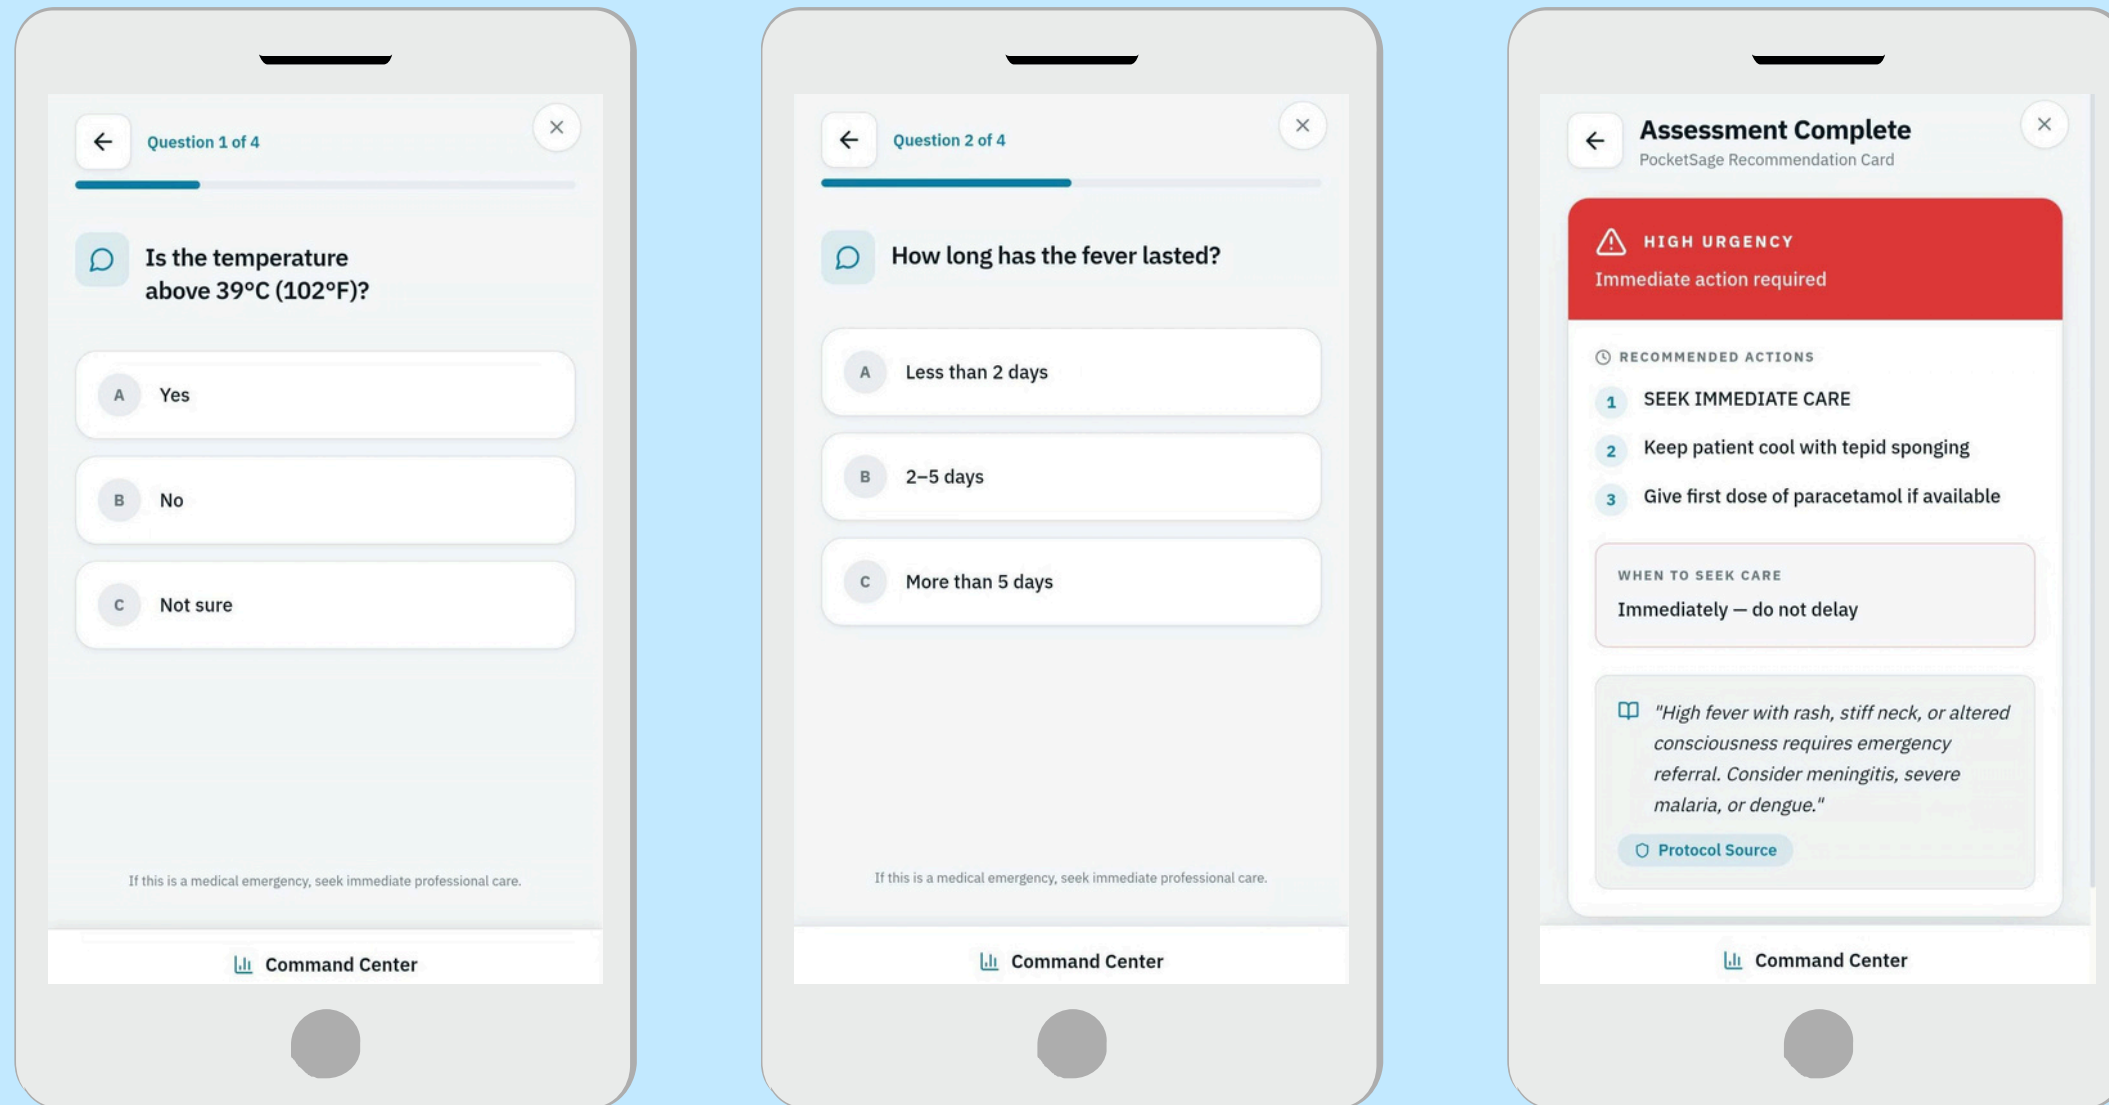 Question 1 of 4
Is the temperature
above 39°C (102°F)?
A Yes
B No
C Not sure
If this is a medical emergency, seek immediate professional care.
Command Center
Question 2 of 4
How long has the fever lasted?
A Less than 2 days
B 2–5 days
C More than 5 days
If this is a medical emergency, seek immediate professional care.
Command Center
Assessment Complete
PocketSage Recommendation Card
HIGH URGENCY
Immediate action required
RECOMMENDED ACTIONS
1 SEEK IMMEDIATE CARE
2 Keep patient cool with tepid sponging
3 Give first dose of paracetamol if available
WHEN TO SEEK CARE
Immediately — do not delay
"High fever with rash, stiff neck, or altered
consciousness requires emergency
referral. Consider meningitis, severe
malaria, or dengue."
Protocol Source
Command Center